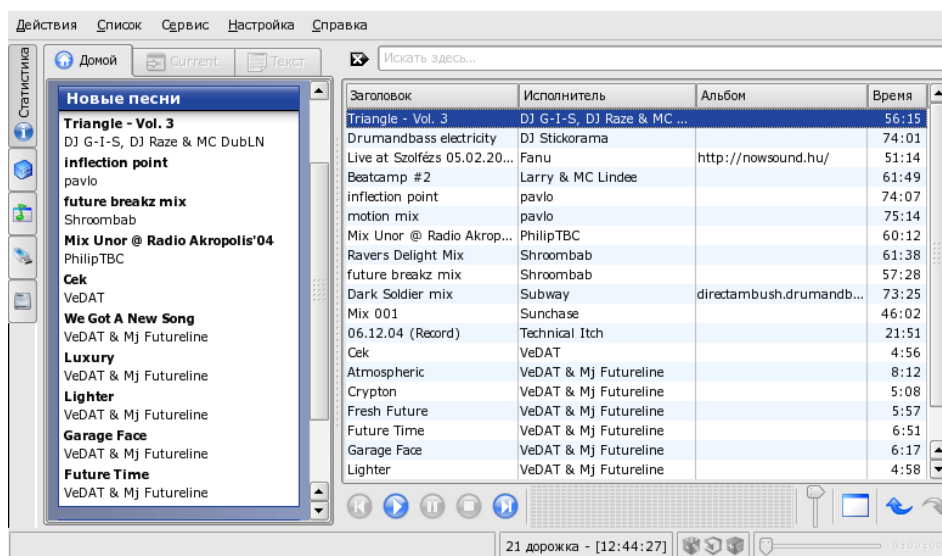 Действия Список Сервис Настройка Справка
Статистика
Домой Current Текст
Искать здесь...
Новые песни
Triangle - Vol. 3
DJ G-I-S, DJ Raze & MC DubLN
inflection point
pavlo
future breakz mix
Shroombab
Mix Unor @ Radio Akropolis'04
PhilipTBC
Cek
VeDAT
We Got A New Song
VeDAT & Mj Futureline
Luxury
VeDAT & Mj Futureline
Lighter
VeDAT & Mj Futureline
Garage Face
VeDAT & Mj Futureline
Future Time
VeDAT & Mj Futureline
Заголовок Исполнитель Альбом Время
Triangle - Vol. 3 DJ G-I-S, DJ Raze & MC ... 56:15
Drumandbass electricity DJ Stickorama 74:01
Live at Szolfézs 05.02.20... Fanu http://nowsound.hu/ 51:14
Beatcamp #2 Larry & MC Lindee 61:49
inflection point pavlo 74:07
motion mix pavlo 75:14
Mix Unor @ Radio Akrop... PhilipTBC 60:12
Ravers Delight Mix Shroombab 61:38
future breakz mix Shroombab 57:28
Dark Soldier mix Subway directambush.drumandb... 73:25
Mix 001 Sunchase 46:02
06.12.04 (Record) Technical Itch 21:51
Cek VeDAT 4:56
Atmospheric VeDAT & Mj Futureline 8:12
Crypton VeDAT & Mj Futureline 5:08
Fresh Future VeDAT & Mj Futureline 5:57
Future Time VeDAT & Mj Futureline 6:51
Garage Face VeDAT & Mj Futureline 6:17
Lighter VeDAT & Mj Futureline 4:58
21 дорожка - [12:44:27] 0:00:00